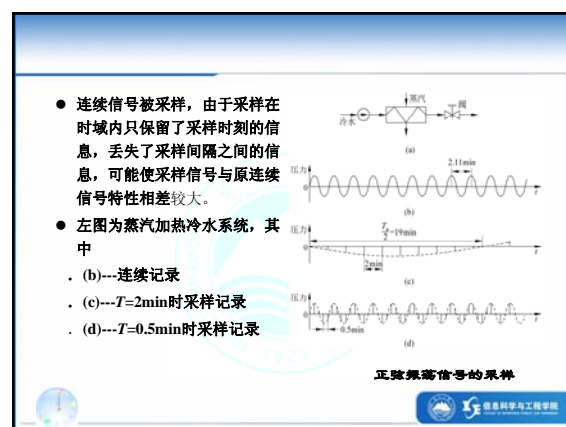 ● 连续信号被采样，由于采样在
时域内只保留了采样时刻的信
息，丢失了采样间隔之间的信
息，可能使采样信号与原连续
信号特性相差较大。
● 左图为蒸汽加热冷水系统，其
中
. (b)---连续记录
. (c)---T=2min时采样记录
. (d)---T=0.5min时采样记录
蒸汽
阀
冷水
(a)
2.11min
压力
0
t
(b)
压力
=19min
0
t
2min
(c)
压力
0
t
0.5min
(d)
正弦振荡信号的采样
1923
信息科学与工程学院